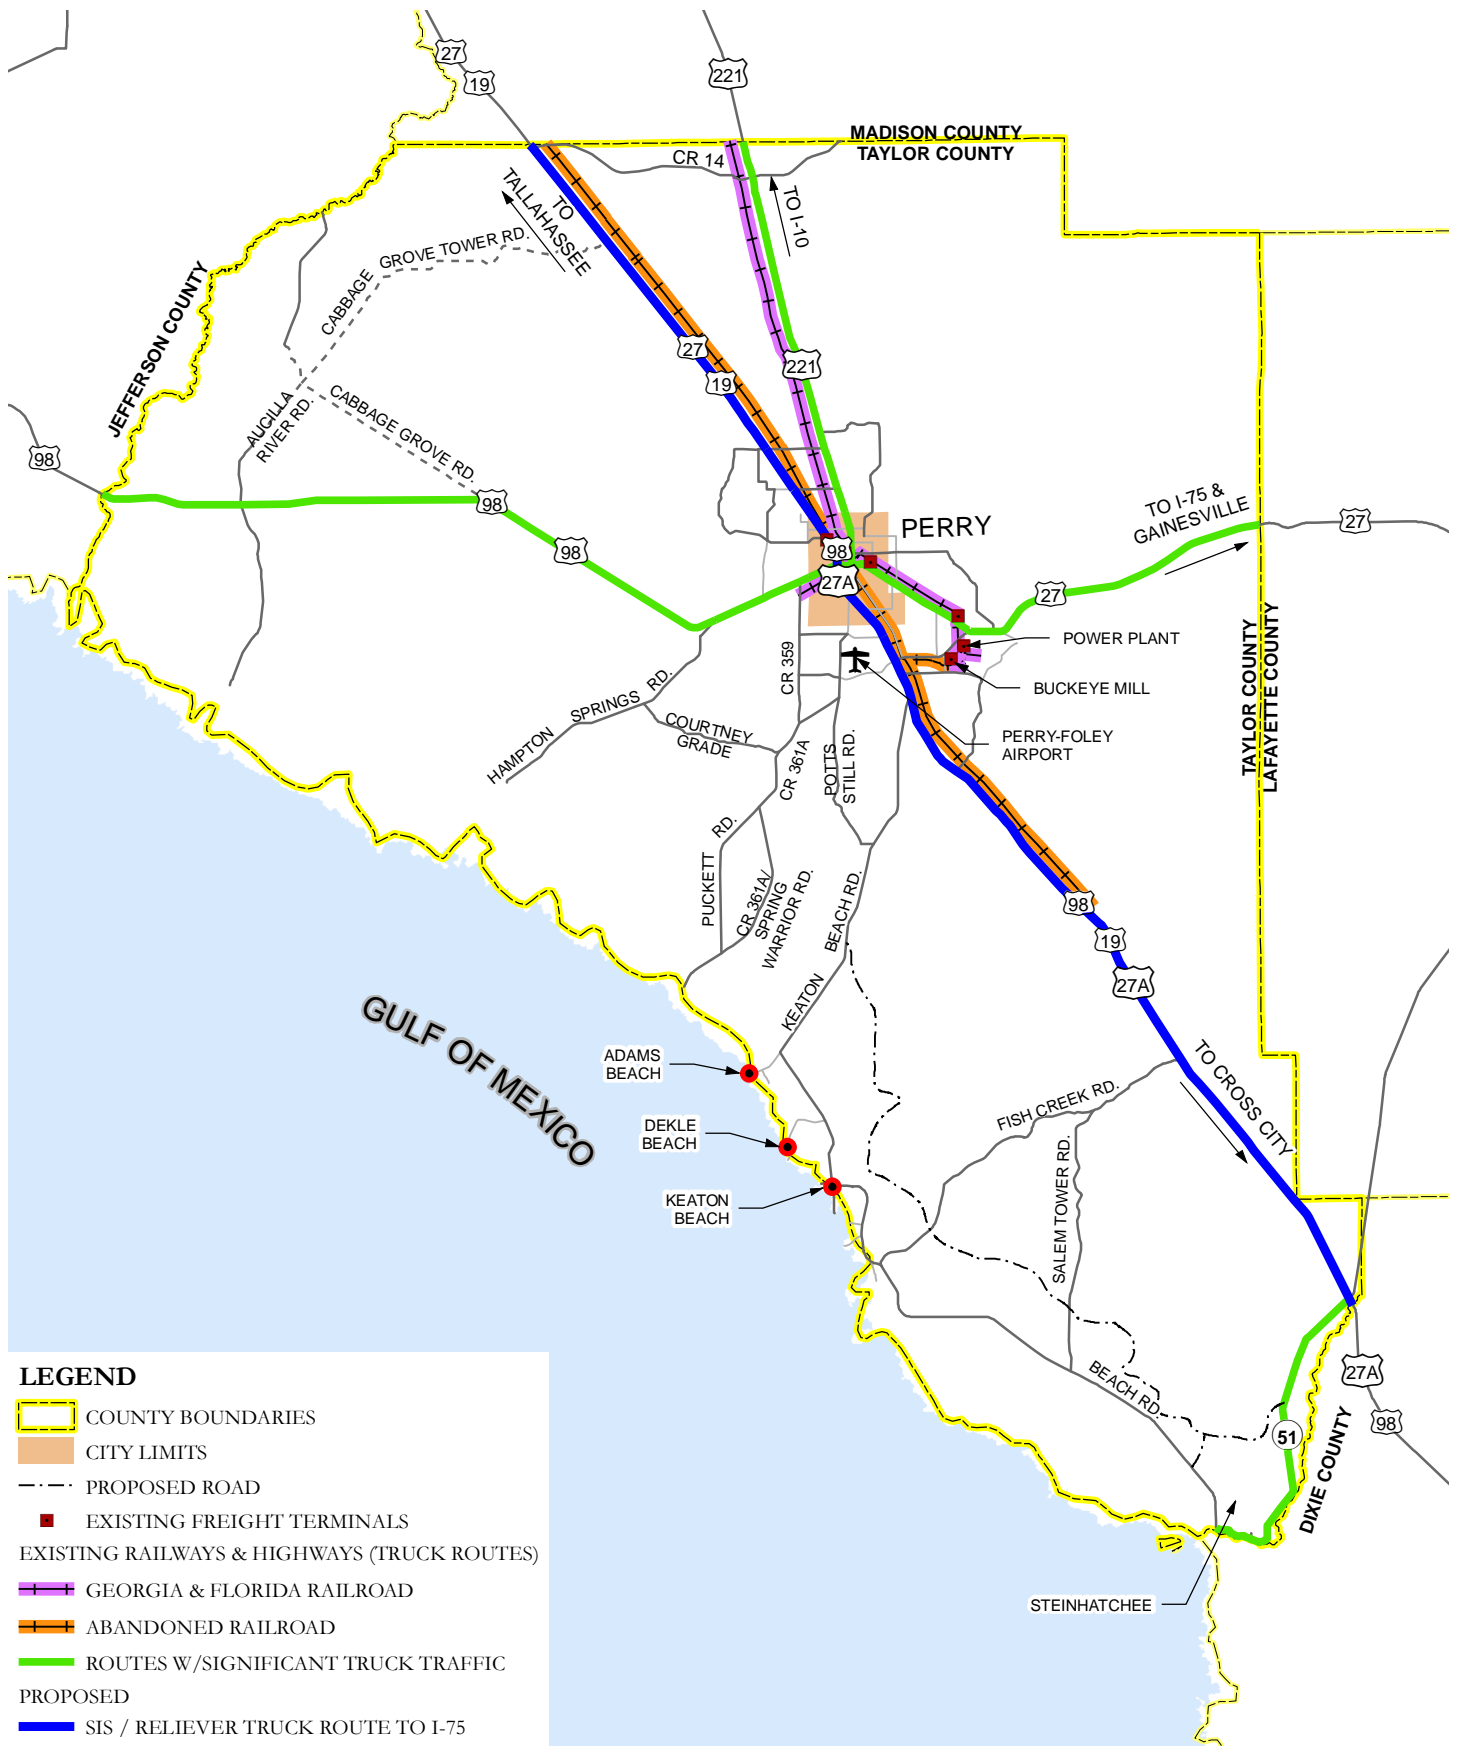 27
19
221
MADISON COUNTY
TAYLOR COUNTY
CR 14
TO
TALLAHASSEE
TO I-10
GROVE TOWER RD.
CABBAGE
JEFFERSON COUNTY
27
19
221
AUCILLA
RIVER RD.
CABBAGE GROVE RD.
98
98
98
PERRY
98
27A
TO I-75 &
GAINESVILLE
27
27
POWER PLANT
BUCKEYE MILL
PERRY-FOLEY
AIRPORT
TAYLOR COUNTY
LAFAYETTE COUNTY
CR 359
HAMPTON
SPRINGS
RD.
COURTNEY
GRADE
CR 361A
POTTS
STILL RD.
PUCKETT
RD.
CR 361A/
SPRING
WARRIOR RD.
KEATON
BEACH RD.
98
19
27A
GULF OF MEXICO
ADAMS
BEACH
DEKLE
BEACH
KEATON
BEACH
TO CROSS CITY
FISH CREEK RD.
SALEM TOWER RD.
BEACH RD.
27A
98
51
DIXIE COUNTY
STEINHATCHEE
LEGEND
COUNTY BOUNDARIES
CITY LIMITS
PROPOSED ROAD
EXISTING FREIGHT TERMINALS
EXISTING RAILWAYS & HIGHWAYS (TRUCK ROUTES)
GEORGIA & FLORIDA RAILROAD
ABANDONED RAILROAD
ROUTES W/SIGNIFICANT TRUCK TRAFFIC
PROPOSED
SIS / RELIEVER TRUCK ROUTE TO I-75